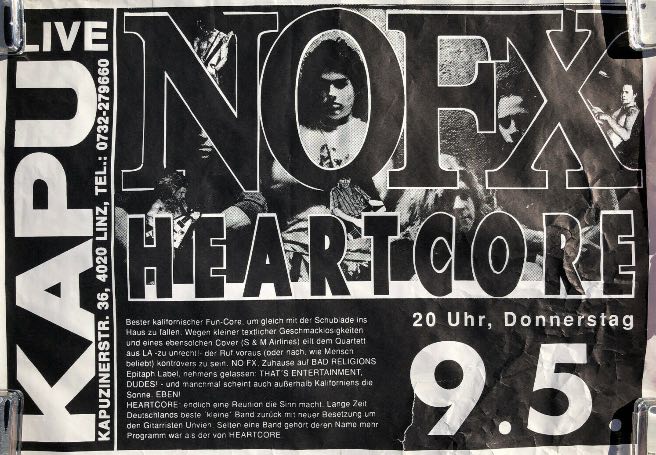 LIVE
KAPU
KAPUZINERSTR. 36, 4020 LINZ, TEL.: 0732-279660
NOFX
HEARTCORE
Bester kalifornischer Fun-Core, um gleich mit der Schublade ins
Haus zu fallen. Wegen kleiner textlicher Geschmacklosigkeiten
und eines ebensolchen Cover (S & M Airlines) eilt dem Quartett
aus LA -zu unrecht!- der Ruf voraus (oder nach, wie Mensch
beliebt) kontrovers zu sein. NO FX, Zuhause auf BAD RELIGIONS
Epitaph Label, nehmens gelassen: THAT'S ENTERTAINMENT,
DUDES! - und manchmal scheint auch außerhalb Kaliforniens die
Sonne. EBEN!
HEARTCORE: endlich eine Reunion die Sinn macht. Lange Zeit
Deutschlands beste 'kleine' Band zurück mit neuer Besetzung um
den Gitarristen Unvien. Selten eine Band gehört deren Name mehr
Programm war als der von HEARTCORE.
20 Uhr, Donnerstag
9.5.